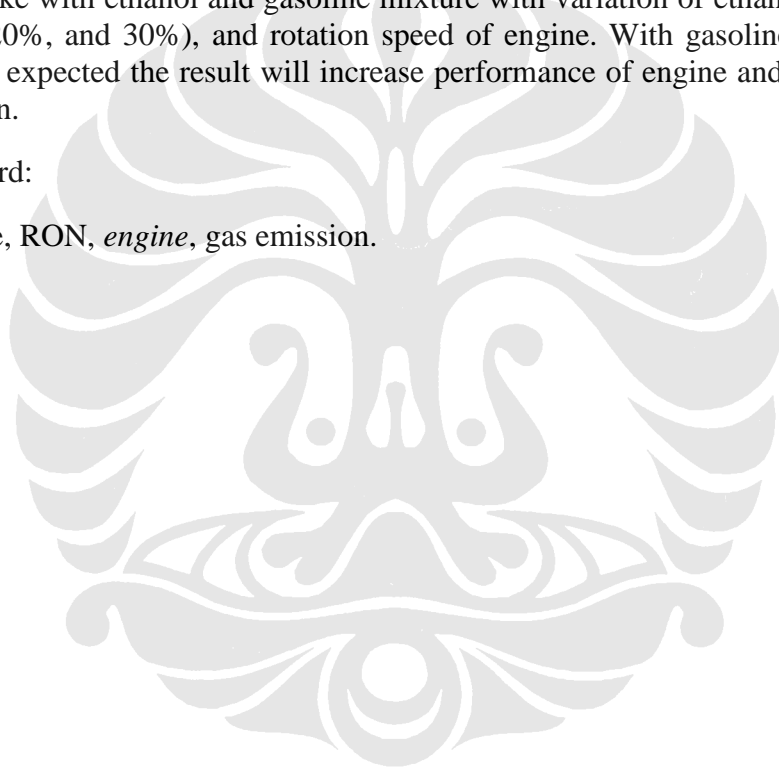 ke with ethanol and gasoline mixture with variation of ethan
20%, and 30%), and rotation speed of engine. With gasoline
expected the result will increase performance of engine and
n.
rd:
e, RON, engine, gas emission.